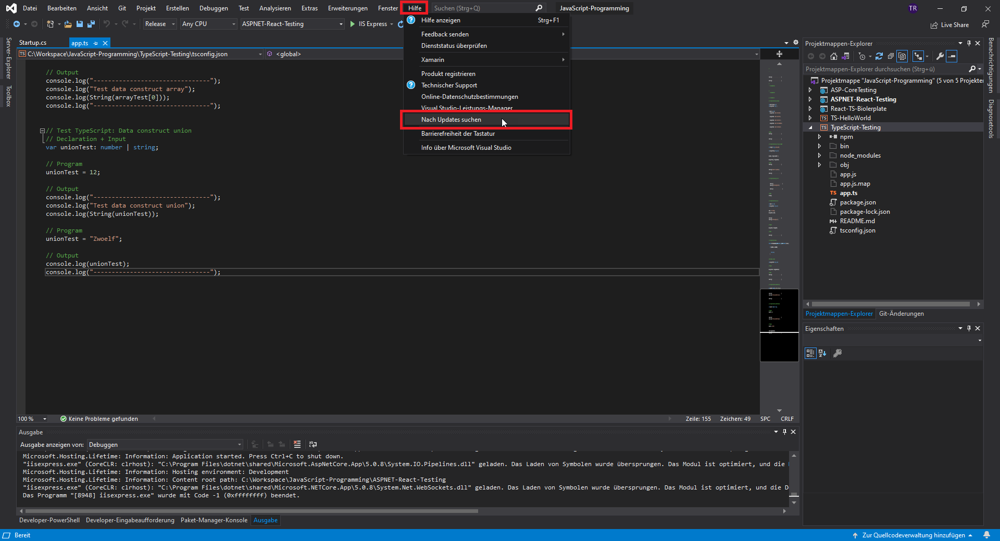 Datei Bearbeiten Ansicht Git Projekt Erstellen Debuggen Test Analysieren Extras Erweiterungen Fenster Hilfe Suchen (Strg+Q) JavaScript-Programming TR
Release Any CPU ASPNET-React-Testing IIS Express Live Share
Server-Explorer
Toolbox
Startup.cs app.ts
TS C:\Workspace\JavaScript-Programming\TypeScript-Testing\tsconfig.json <global>
// Output
console.log("--------------------------------");
console.log("Test data construct array");
console.log(String(arrayTest[0]));
console.log("--------------------------------");
// Test TypeScript: Data construct union
// Declaration + Input
var unionTest: number | string;
// Program
unionTest = 12;
// Output
console.log("--------------------------------");
console.log("Test data construct union");
console.log(String(unionTest));
// Program
unionTest = "Zwoelf";
// Output
console.log(unionTest);
console.log("--------------------------------");
Hilfe anzeigen Strg+F1
Feedback senden
Dienststatus überprüfen
Xamarin
Produkt registrieren
Technischer Support
Online-Datenschutzbestimmungen
Visual Studio-Leistungs-Manager
Nach Updates suchen
Barrierefreiheit der Tastatur
Info über Microsoft Visual Studio
100 % Keine Probleme gefunden Zeile: 155 Zeichen: 49 SPC CRLF
Ausgabe
Ausgabe anzeigen von: Debuggen
Microsoft.Hosting.Lifetime: Information: Application started. Press Ctrl+C to shut down.
"iisexpress.exe" (CoreCLR: clrhost): "C:\Program Files\dotnet\shared\Microsoft.AspNetCore.App\5.0.8\System.IO.Pipelines.dll" geladen. Das Laden von Symbolen wurde übersprungen. Das Modul ist optimiert, und die
Microsoft.Hosting.Lifetime: Information: Hosting environment: Development
Microsoft.Hosting.Lifetime: Information: Content root path: C:\Workspace\JavaScript-Programming\ASPNET-React-Testing
"iisexpress.exe" (CoreCLR: clrhost): "C:\Program Files\dotnet\shared\Microsoft.NETCore.App\5.0.8\System.Net.WebSockets.dll" geladen. Das Laden von Symbolen wurde übersprungen. Das Modul ist optimiert, und die D
Das Programm "[8948] iisexpress.exe" wurde mit Code -1 (0xffffffff) beendet.
Developer-PowerShell Developer-Eingabeaufforderung Paket-Manager-Konsole Ausgabe
Projektmappen-Explorer
Projektmappen-Explorer durchsuchen (Strg+ü)
Projektmappe "JavaScript-Programming" (5 von 5 Projekten
ASP-CoreTesting
ASPNET-React-Testing
React-TS-Biolerplate
TS TS-HelloWorld
TS TypeScript-Testing
npm
bin
node_modules
obj
app.js
app.js.map
TS app.ts
package.json
package-lock.json
README.md
tsconfig.json
Projektmappen-Explorer Git-Änderungen
Eigenschaften
Benachrichtigungen
Diagnosetools
Bereit Zur Quellcodeverwaltung hinzufügen